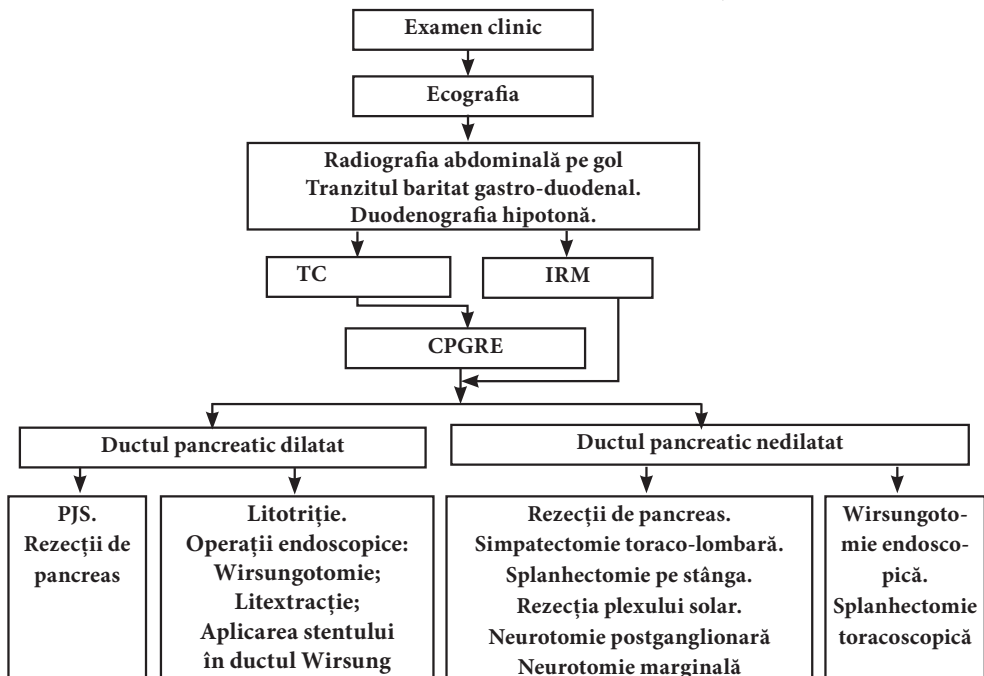 Examen clinic
Ecografia
Radiografia abdominală pe gol
Tranzitul baritat gastro-duodenal.
Duodenografia hipotonă.
TC
IRM
CPGRE
Ductul pancreatic dilatat
Ductul pancreatic nedilatat
PJS.
Rezecții de
pancreas
Litotriție.
Operații endoscopice:
Wirsungotomie;
Litextracție;
Aplicarea stentului
în ductul Wirsung
Rezecții de pancreas.
Simpatectomie toraco-lombară.
Splanhectomie pe stânga.
Rezecția plexului solar.
Neurotomie postganglionară
Neurotomie marginală
Wirsungoto-
mie endosco-
pică.
Splanhectomie
toracoscopică